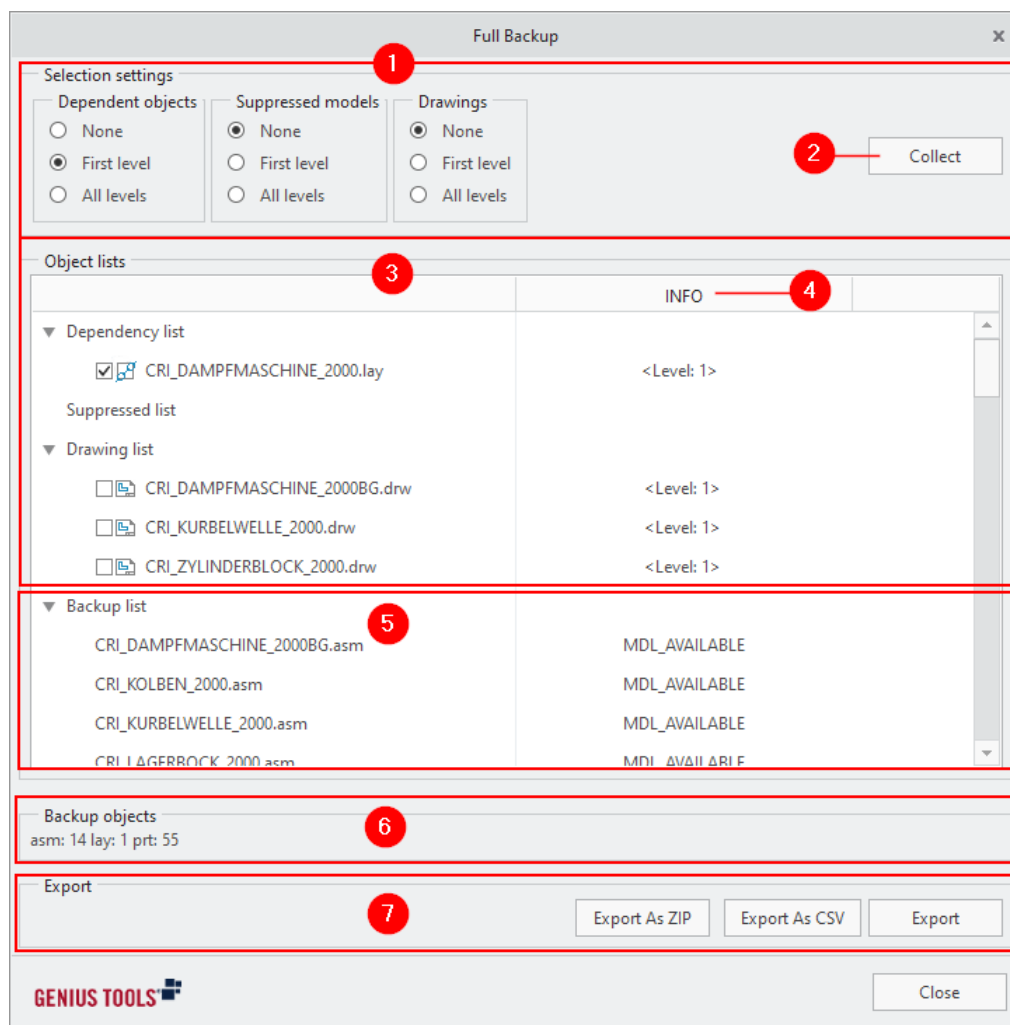 Full Backup
1
Selection settings
Dependent objects Suppressed models Drawings
None None None
First level First level First level
All levels All levels All levels
2 Collect
Object lists
3
INFO 4
Dependency list
CRI_DAMPFMASCHINE_2000.lay <Level: 1>
Suppressed list
Drawing list
CRI_DAMPFMASCHINE_2000BG.drw <Level: 1>
CRI_KURBELWELLE_2000.drw <Level: 1>
CRI_ZYLINDERBLOCK_2000.drw <Level: 1>
Backup list
5
CRI_DAMPFMASCHINE_2000BG.asm MDL_AVAILABLE
CRI_KOLBEN_2000.asm MDL_AVAILABLE
CRI_KURBELWELLE_2000.asm MDL_AVAILABLE
CRI_LAGERBOCK_2000.asm MDL_AVAILABLE
Backup objects
6
asm: 14 lay: 1 prt: 55
Export
7
Export As ZIP Export As CSV Export
GENIUS TOOLS Close